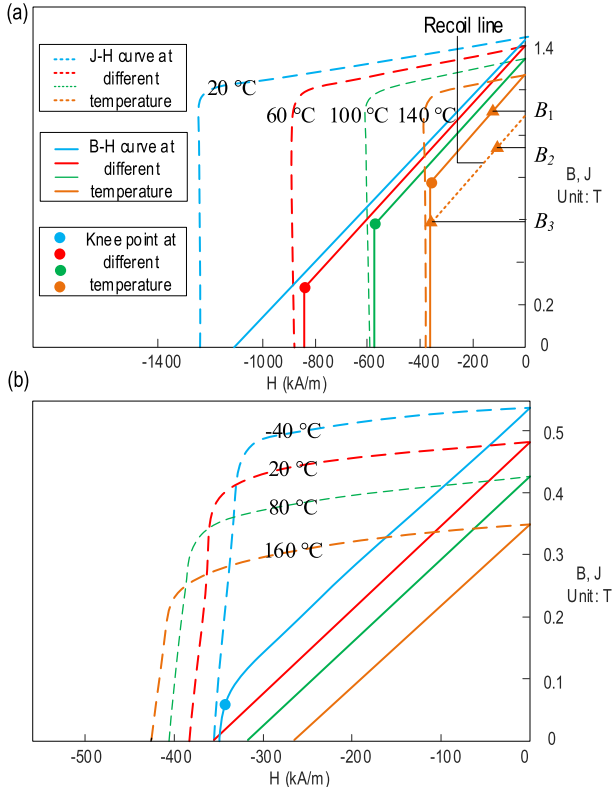 (a)
Recoil line
J-H curve at
different
temperature
B-H curve at
different
temperature
Knee point at
different
temperature
20 °C
60 °C
100 °C
140 °C
1.4
B₁
B₂
B, J
Unit: T
B₃
0.2
0
-1400
-1000
-800
-600
-400
-200
0
H (kA/m)
(b)
-40 °C
20 °C
80 °C
160 °C
0.5
0.4
0.3
B, J
Unit: T
0.2
0.1
0
-500
-400
-300
-200
-100
0
H (kA/m)